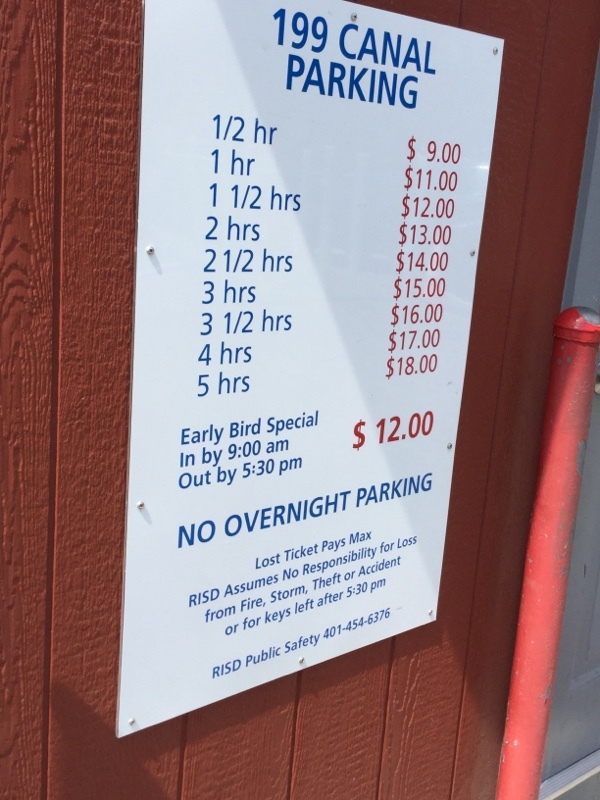 199 CANAL
PARKING
1/2 hr $ 9.00
1 hr $11.00
1 1/2 hrs $12.00
2 hrs $13.00
2 1/2 hrs $14.00
3 hrs $15.00
3 1/2 hrs $16.00
4 hrs $17.00
5 hrs $18.00
Early Bird Special
In by 9:00 am $ 12.00
Out by 5:30 pm
NO OVERNIGHT PARKING
Lost Ticket Pays Max
RISD Assumes No Responsibility for Loss
from Fire, Storm, Theft or Accident
or for keys left after 5:30 pm
RISD Public Safety 401-454-6376